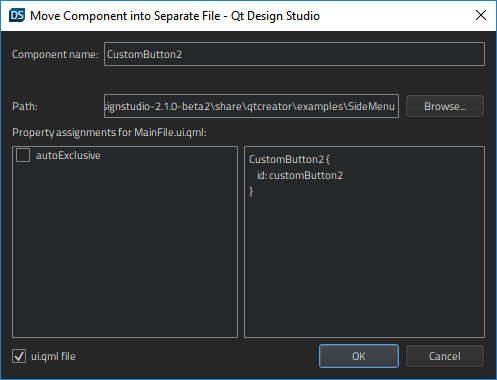 DS Move Component into Separate File - Qt Design Studio
Component name: CustomButton2
Path: signstudio-2.1.0-beta2\share\qtcreator\examples\SideMenu Browse...
Property assignments for MainFile.ui.qml:
autoExclusive
CustomButton2 {
id: customButton2
}
ui.qml file
OK
Cancel